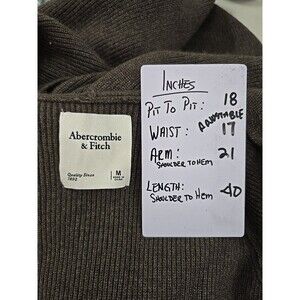 Abercrombie
& Fitch
Quality Since
1892
M
INCHES
PIT TO PIT: 18
ADJUSTABLE
WAIST: 17
ARM: 21
SHOULDER TO HEM
LENGTH: 40
SHOULDER TO HEM